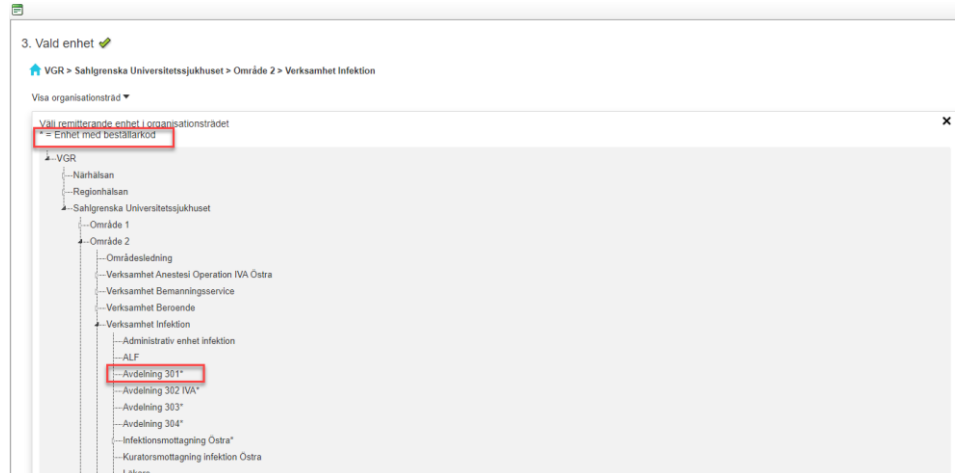 3. Vald enhet
VGR > Sahlgrenska Universitetssjukhuset > Område 2 > Verksamhet Infektion
Visa organisationsträd
Välj remitterande enhet i organisationsträdet
* = Enhet med beställarkod
VGR
Närhälsan
Regionhälsan
Sahlgrenska Universitetssjukhuset
Område 1
Område 2
Områdesledning
Verksamhet Anestesi Operation IVA Östra
Verksamhet Bemanningsservice
Verksamhet Beroende
Verksamhet Infektion
Administrativ enhet infektion
ALF
Avdelning 301*
Avdelning 302 IVA*
Avdelning 303*
Avdelning 304*
Infektionsmottagning Östra*
Kuratorsmottagning infektion Östra